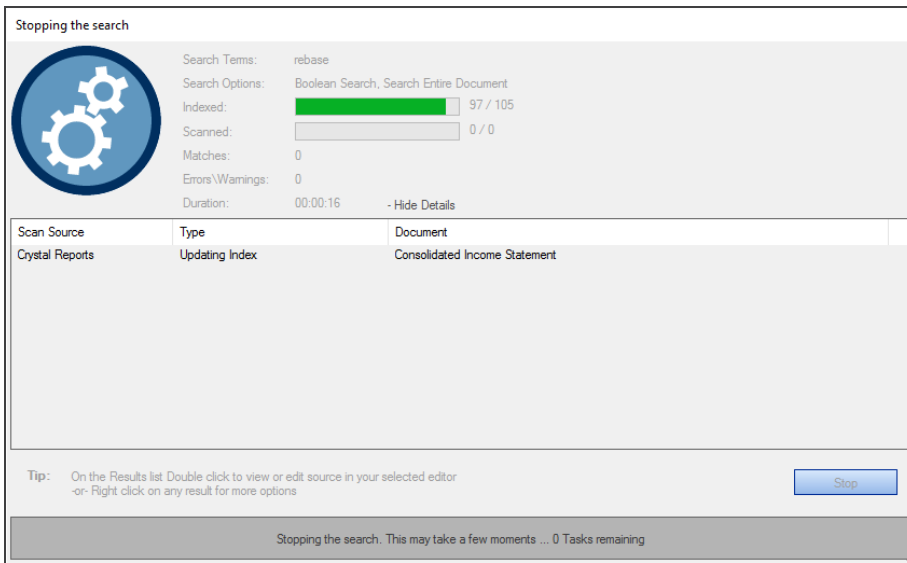 Stopping the search
Search Terms: rebase
Search Options: Boolean Search, Search Entire Document
Indexed: 97 / 105
Scanned: 0 / 0
Matches: 0
Errors\Warnings: 0
Duration: 00:00:16 - Hide Details
Scan Source Type Document
Crystal Reports Updating Index Consolidated Income Statement
Tip: On the Results list Double click to view or edit source in your selected editor
-or- Right click on any result for more options
Stop
Stopping the search. This may take a few moments ... 0 Tasks remaining